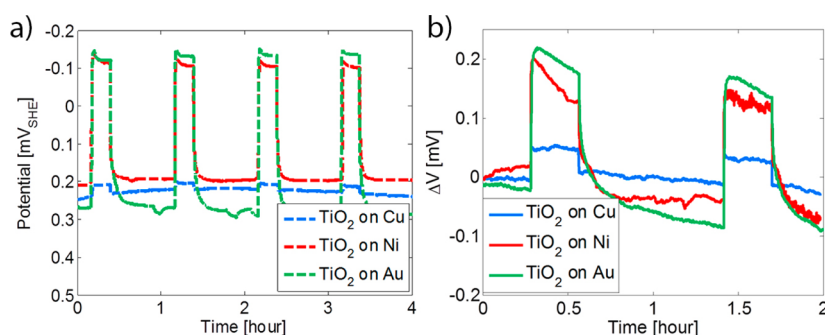 a)
-0.2
-0.1
0
0.1
0.2
0.3
0.4
0.5
Potential [mV_SHE]
0
1
2
3
4
Time [hour]
TiO₂ on Cu
TiO₂ on Ni
TiO₂ on Au
b)
0.2
0.1
0
-0.1
-0.2
ΔV [mV]
0
0.5
1
1.5
2
Time [hour]
TiO₂ on Cu
TiO₂ on Ni
TiO₂ on Au